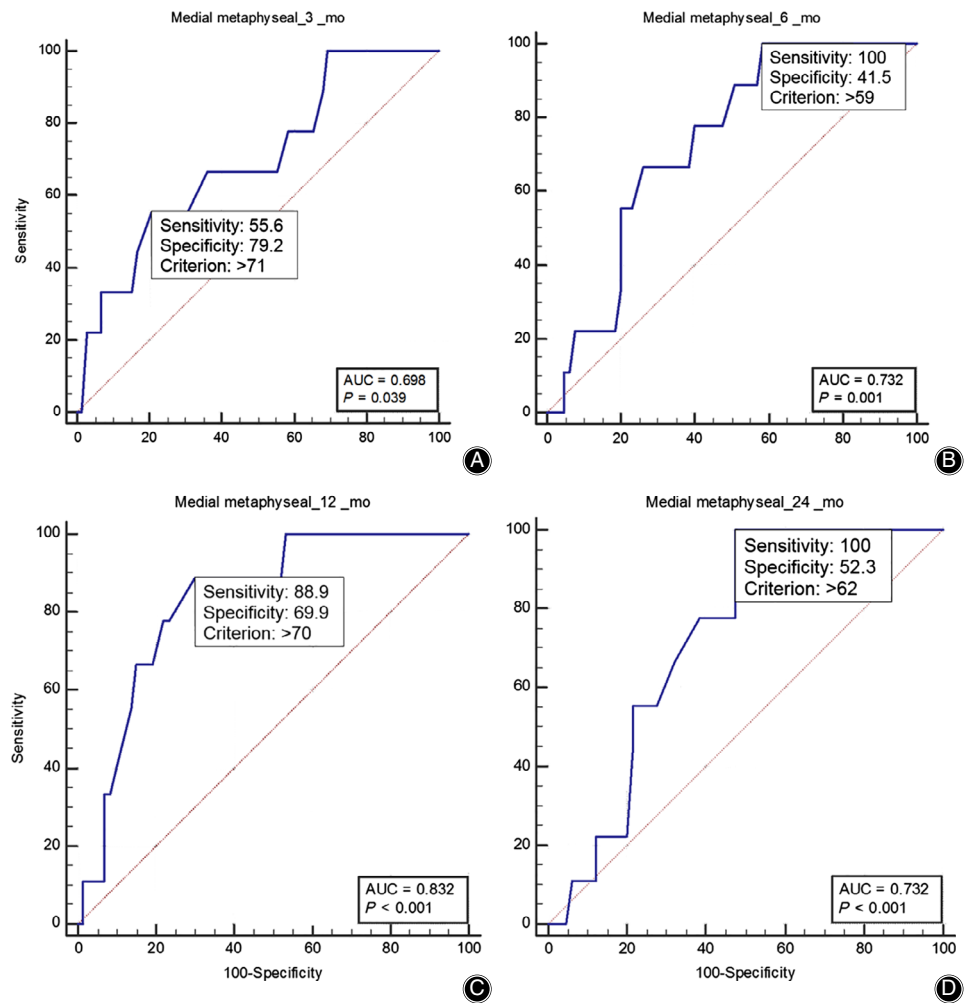 Medial metaphyseal_3 _mo
100
80
60
40
20
0
Sensitivity
Sensitivity: 55.6
Specificity: 79.2
Criterion: >71
AUC = 0.698
P = 0.039
0 20 40 60 80 100
A
Medial metaphyseal_6 _mo
100
80
60
40
20
0
Sensitivity: 100
Specificity: 41.5
Criterion: >59
AUC = 0.732
P = 0.001
0 20 40 60 80 100
B
Medial metaphyseal_12 _mo
100
80
60
40
20
0
Sensitivity
Sensitivity: 88.9
Specificity: 69.9
Criterion: >70
AUC = 0.832
P < 0.001
0 20 40 60 80 100
100-Specificity
C
Medial metaphyseal_24 _mo
100
80
60
40
20
0
Sensitivity: 100
Specificity: 52.3
Criterion: >62
AUC = 0.732
P < 0.001
0 20 40 60 80 100
100-Specificity
D